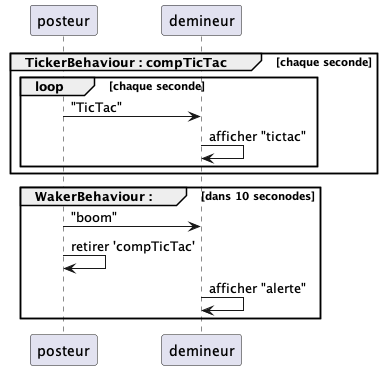 posteur demineur
TickerBehaviour : compTicTac [chaque seconde]
loop [chaque seconde]
"TicTac"
afficher "tictac"
WakerBehaviour : [dans 10 seconodes]
"boom"
retirer 'compTicTac'
afficher "alerte"
posteur demineur